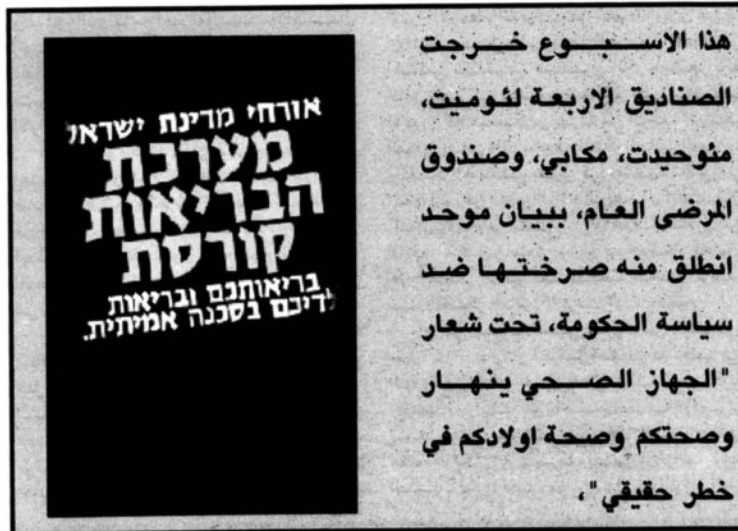 هذا الاسبوع خرجت
الصناديق الاربعة لئوميت،
مئوحيدت، مكابي، وصندوق
المرضى العام، ببيان موحد
انطلق منه صرختها ضد
سياسة الحكومة، تحت شعار
"الجهاز الصحي ينهار
وصحتكم وصحة اولادكم في
خطر حقيقي"،
אורחי מדינת ישראל
מערכת
הבריאות
קורסת
בריאותכם ובריאות
ילדיכם בסכנה אמיתית.